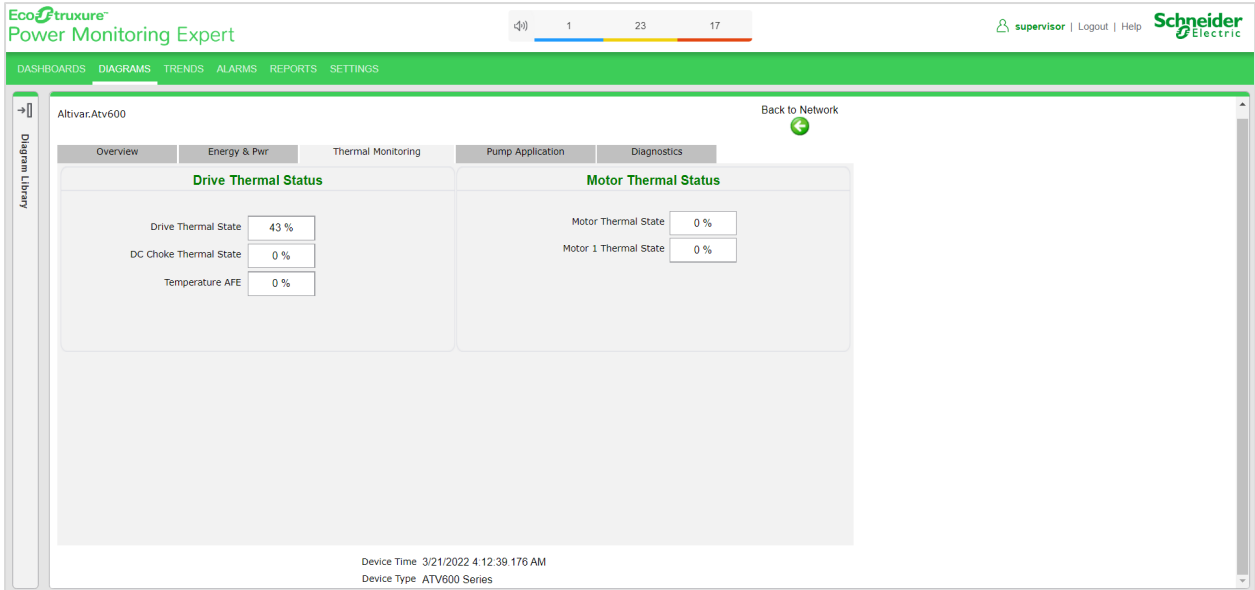 EcoStruxure™
Power Monitoring Expert
1 23 17
supervisor | Logout | Help
Schneider Electric
DASHBOARDS DIAGRAMS TRENDS ALARMS REPORTS SETTINGS
Diagram Library
Altivar.Atv600
Back to Network
Overview Energy & Pwr Thermal Monitoring Pump Application Diagnostics
Drive Thermal Status
Drive Thermal State 43 %
DC Choke Thermal State 0 %
Temperature AFE 0 %
Motor Thermal Status
Motor Thermal State 0 %
Motor 1 Thermal State 0 %
Device Time 3/21/2022 4:12:39.176 AM
Device Type ATV600 Series